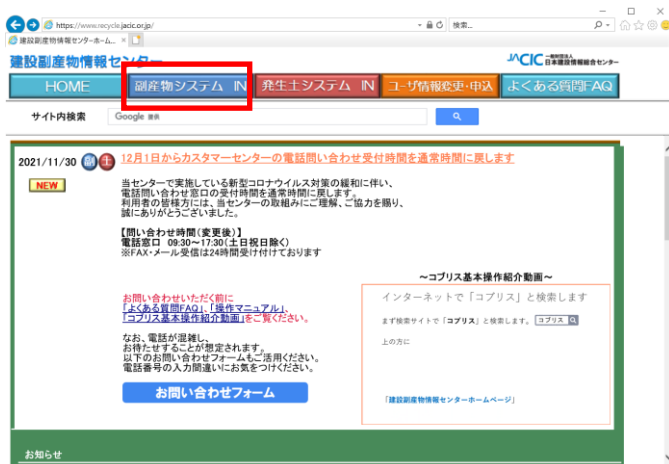 https://www.recycle.jacic.or.jp/
検索...
建設副産物情報センターホーム...
建設副産物情報センター
JACIC 一般財団法人 日本建設情報総合センター
HOME
副産物システム IN
発生土システム IN
ユーザ情報変更・申込
よくある質問FAQ
サイト内検索
Google 提供
2021/11/30 副 土 12月1日からカスタマーセンターの電話問い合わせ受付時間を通常時間に戻します
NEW
当センターで実施している新型コロナウイルス対策の緩和に伴い、
電話問い合わせ窓口の受付時間を通常時間に戻します。
利用者の皆様方には、当センターの取組みにご理解、ご協力を賜り、
誠にありがとうございました。
【問い合わせ時間(変更後)】
電話窓口 09:30~17:30(土日祝日除く)
※FAX・メール受信は24時間受け付けております
お問い合わせいただく前に
「よくある質問FAQ」、「操作マニュアル」、
「コブリス基本操作紹介動画」をご覧ください。
なお、電話が混雑し、
お待たせすることが想定されます。
以下のお問い合わせフォームもご活用ください。
電話番号の入力間違いにお気をつけください。
お問い合わせフォーム
~コブリス基本操作紹介動画~
インターネットで「コブリス」と検索します
まず検索サイトで「コブリス」と検索します。 コブリス
上の方に
「建設副産物情報センターホームページ」
お知らせ